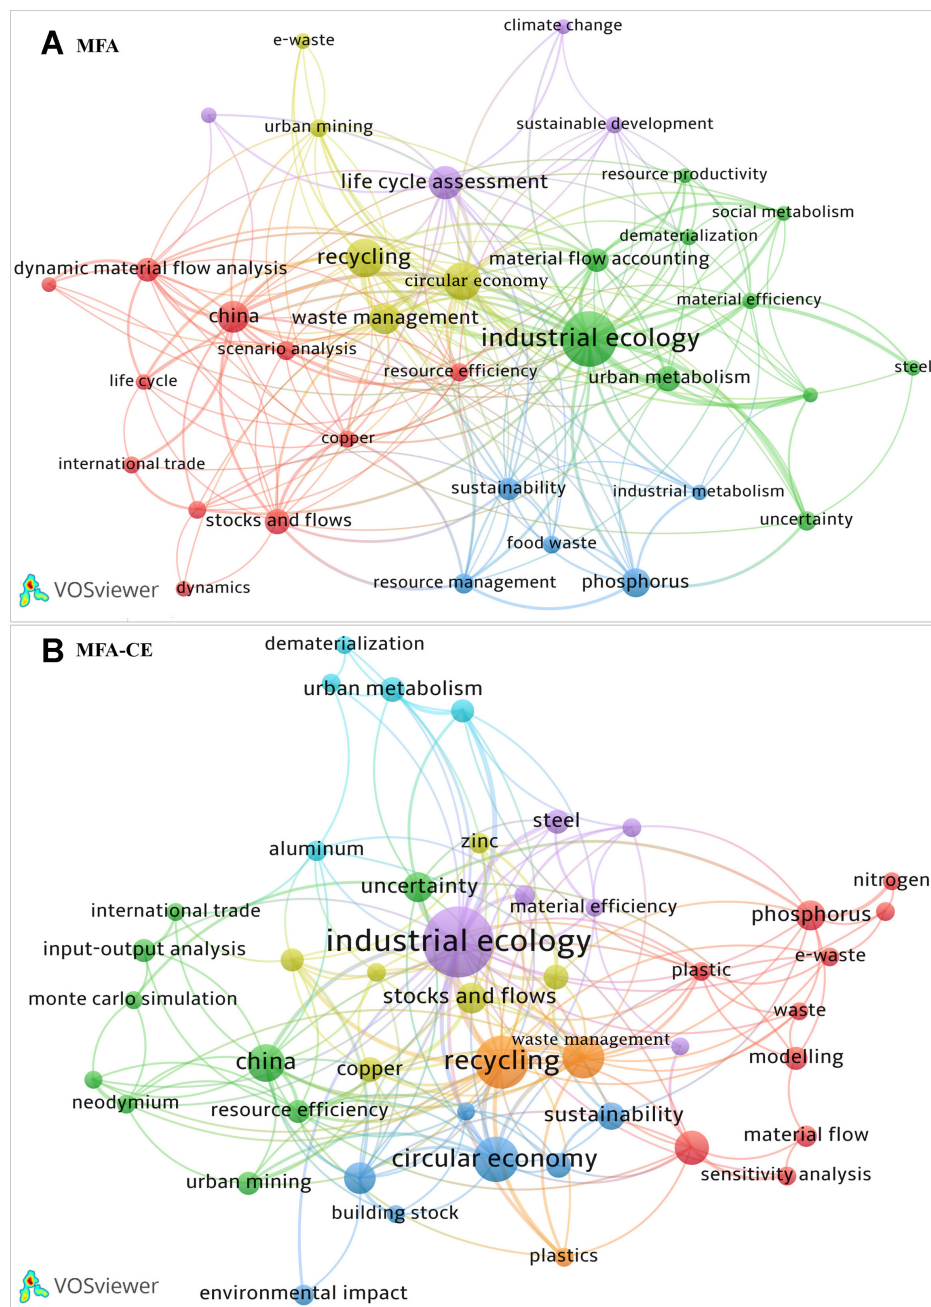 A MFA
climate change
e-waste
urban mining
sustainable development
resource productivity
life cycle assessment
social metabolism
dematerialization
recycling
material flow accounting
dynamic material flow analysis
circular economy
material efficiency
china
waste management
industrial ecology
scenario analysis
resource efficiency
steel
life cycle
urban metabolism
copper
international trade
sustainability
industrial metabolism
stocks and flows
uncertainty
food waste
resource management
phosphorus
dynamics
VOSviewer
B MFA-CE
dematerialization
urban metabolism
steel
zinc
aluminum
nitrogen
uncertainty
material efficiency
international trade
phosphorus
industrial ecology
input-output analysis
e-waste
plastic
stocks and flows
monte carlo simulation
waste
waste management
modelling
china
recycling
copper
neodymium
resource efficiency
sustainability
material flow
circular economy
sensitivity analysis
urban mining
building stock
plastics
environmental impact
VOSviewer